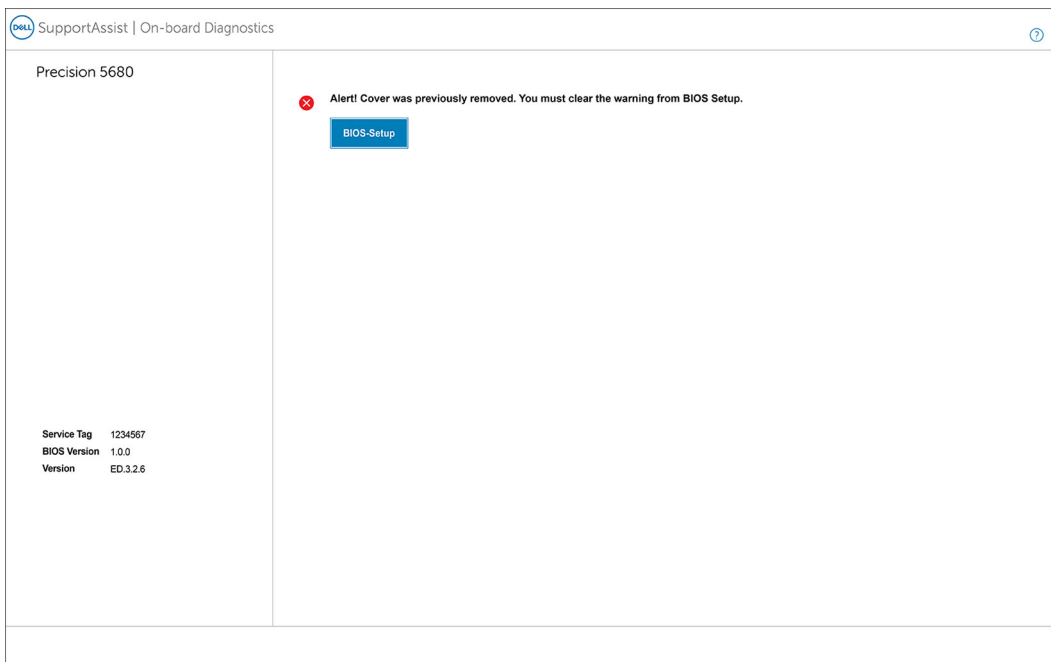 DELL SupportAssist | On-board Diagnostics
?
Precision 5680
Alert! Cover was previously removed. You must clear the warning from BIOS Setup.
BIOS-Setup
Service Tag 1234567
BIOS Version 1.0.0
Version ED.3.2.6